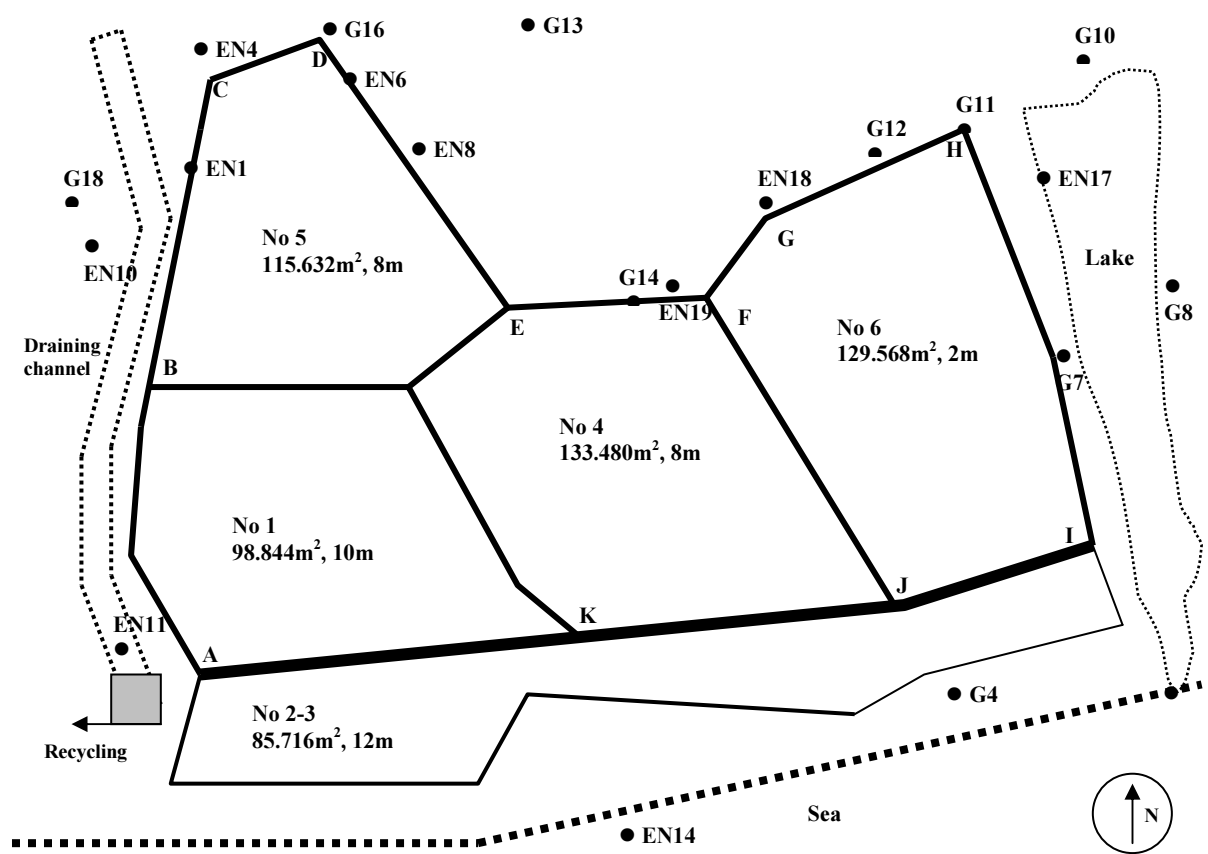 G16
G13
EN4
G10
D
EN6
C
G11
G12
EN8
H
EN1
G18
EN18
EN17
G
No 5
115.632m², 8m
Lake
EN10
G14
EN19
G8
E
F
No 6
129.568m², 2m
Draining
channel
B
G7
No 4
133.480m², 8m
No 1
98.844m², 10m
I
J
K
EN11
A
G4
No 2-3
85.716m², 12m
Recycling
Sea
N
EN14